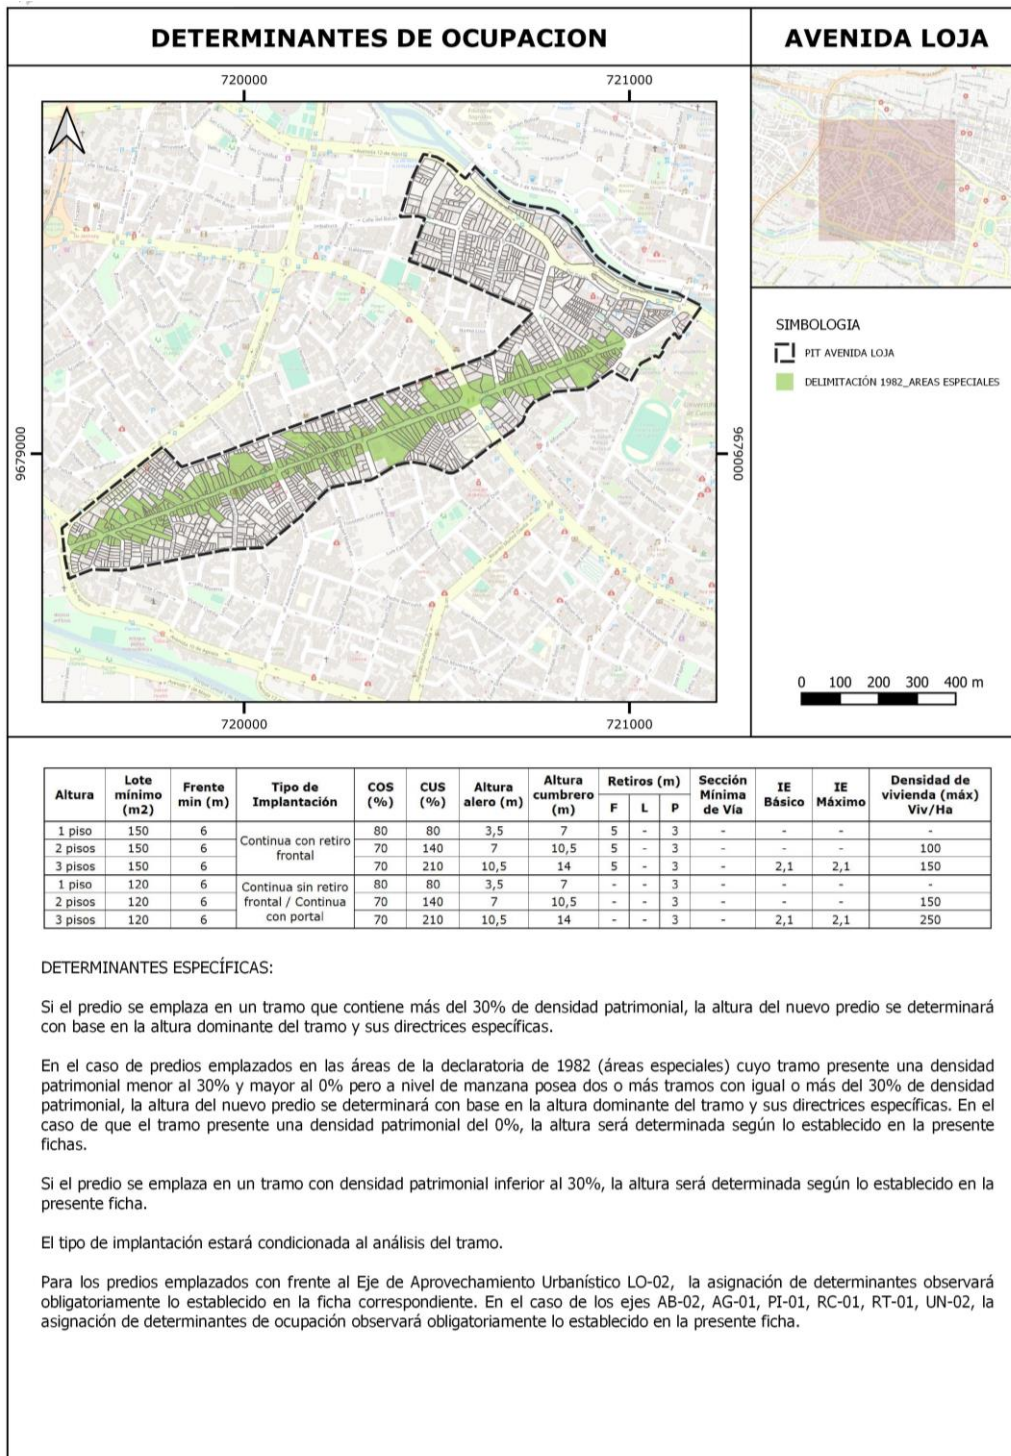 DETERMINANTES DE OCUPACION
AVENIDA LOJA
720000 721000
9679000
9679000
720000 721000
SIMBOLOGIA
PIT AVENIDA LOJA
DELIMITACIÓN 1982_AREAS ESPECIALES
0 100 200 300 400 m
Altura Lote mínimo (m2) Frente min (m) Tipo de Implantación COS (%) CUS (%) Altura alero (m) Altura cumbrero (m) Retiros (m) F L P Sección Mínima de Vía IE Básico IE Máximo Densidad de vivienda (máx) Viv/Ha
1 piso 150 6 Continua con retiro frontal 80 80 3,5 7 5 - 3 - - - -
2 pisos 150 6 70 140 7 10,5 5 - 3 - - - 100
3 pisos 150 6 70 210 10,5 14 5 - 3 - 2,1 2,1 150
1 piso 120 6 Continua sin retiro frontal / Continua con portal 80 80 3,5 7 - - 3 - - - -
2 pisos 120 6 70 140 7 10,5 - - 3 - - - 150
3 pisos 120 6 70 210 10,5 14 - - 3 - 2,1 2,1 250
DETERMINANTES ESPECÍFICAS:
Si el predio se emplaza en un tramo que contiene más del 30% de densidad patrimonial, la altura del nuevo predio se determinará
con base en la altura dominante del tramo y sus directrices específicas.
En el caso de predios emplazados en las áreas de la declaratoria de 1982 (áreas especiales) cuyo tramo presente una densidad
patrimonial menor al 30% y mayor al 0% pero a nivel de manzana posea dos o más tramos con igual o más del 30% de densidad
patrimonial, la altura del nuevo predio se determinará con base en la altura dominante del tramo y sus directrices específicas. En el
caso de que el tramo presente una densidad patrimonial del 0%, la altura será determinada según lo establecido en la presente
fichas.
Si el predio se emplaza en un tramo con densidad patrimonial inferior al 30%, la altura será determinada según lo establecido en la
presente ficha.
El tipo de implantación estará condicionada al análisis del tramo.
Para los predios emplazados con frente al Eje de Aprovechamiento Urbanístico LO-02, la asignación de determinantes observará
obligatoriamente lo establecido en la ficha correspondiente. En el caso de los ejes AB-02, AG-01, PI-01, RC-01, RT-01, UN-02, la
asignación de determinantes de ocupación observará obligatoriamente lo establecido en la presente ficha.